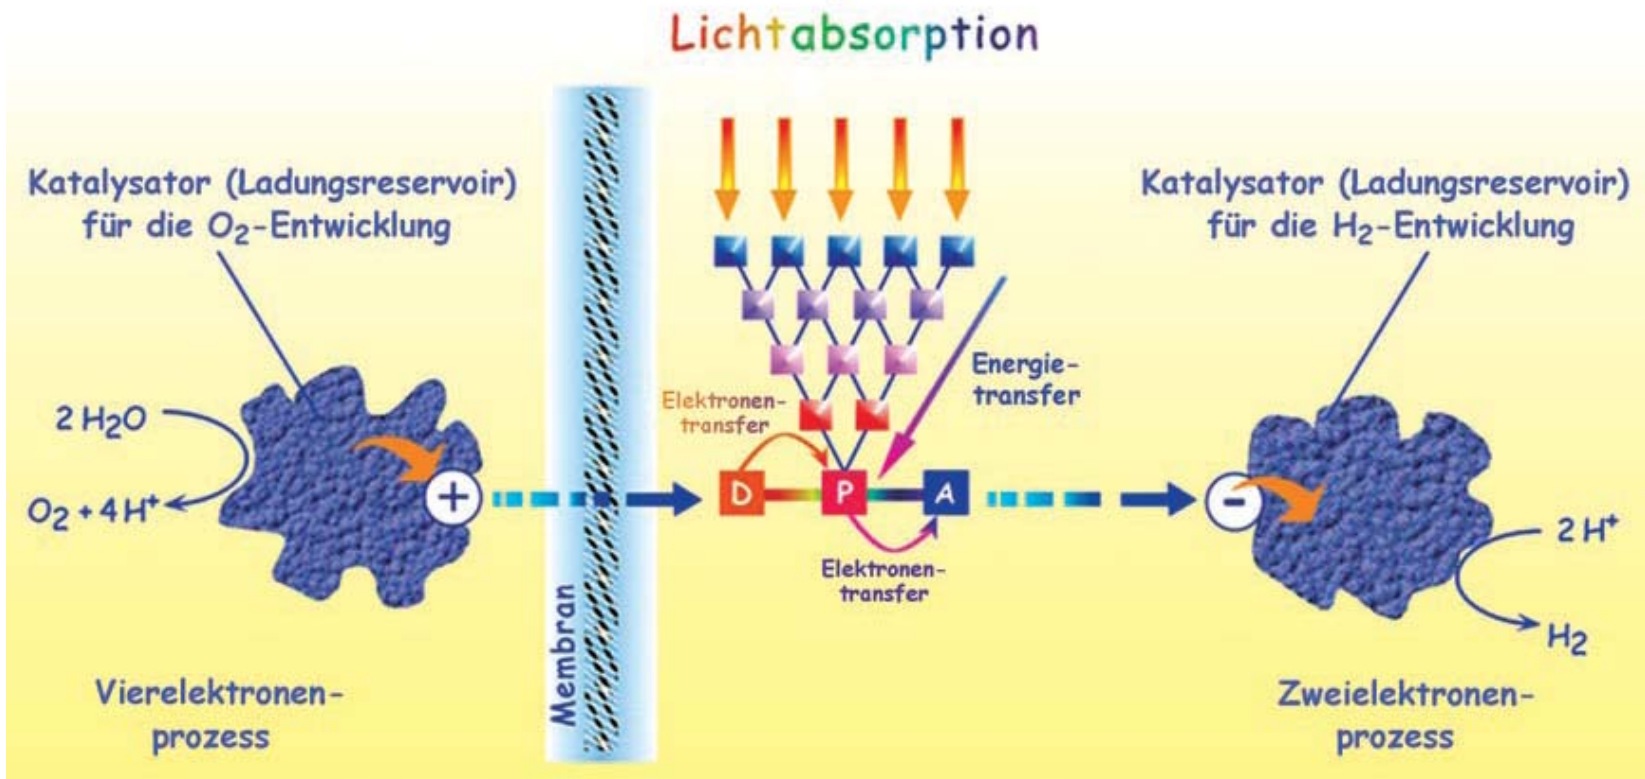 Lichtabsorption
Katalysator (Ladungsreservoir)
für die O₂-Entwicklung
2 H₂O
O₂ + 4 H⁺
+
Vierelektronen-
prozess
Membran
Elektronen-
transfer
Energie-
transfer
D
P
A
Elektronen-
transfer
Katalysator (Ladungsreservoir)
für die H₂-Entwicklung
-
2 H⁺
H₂
Zweielektronen-
prozess